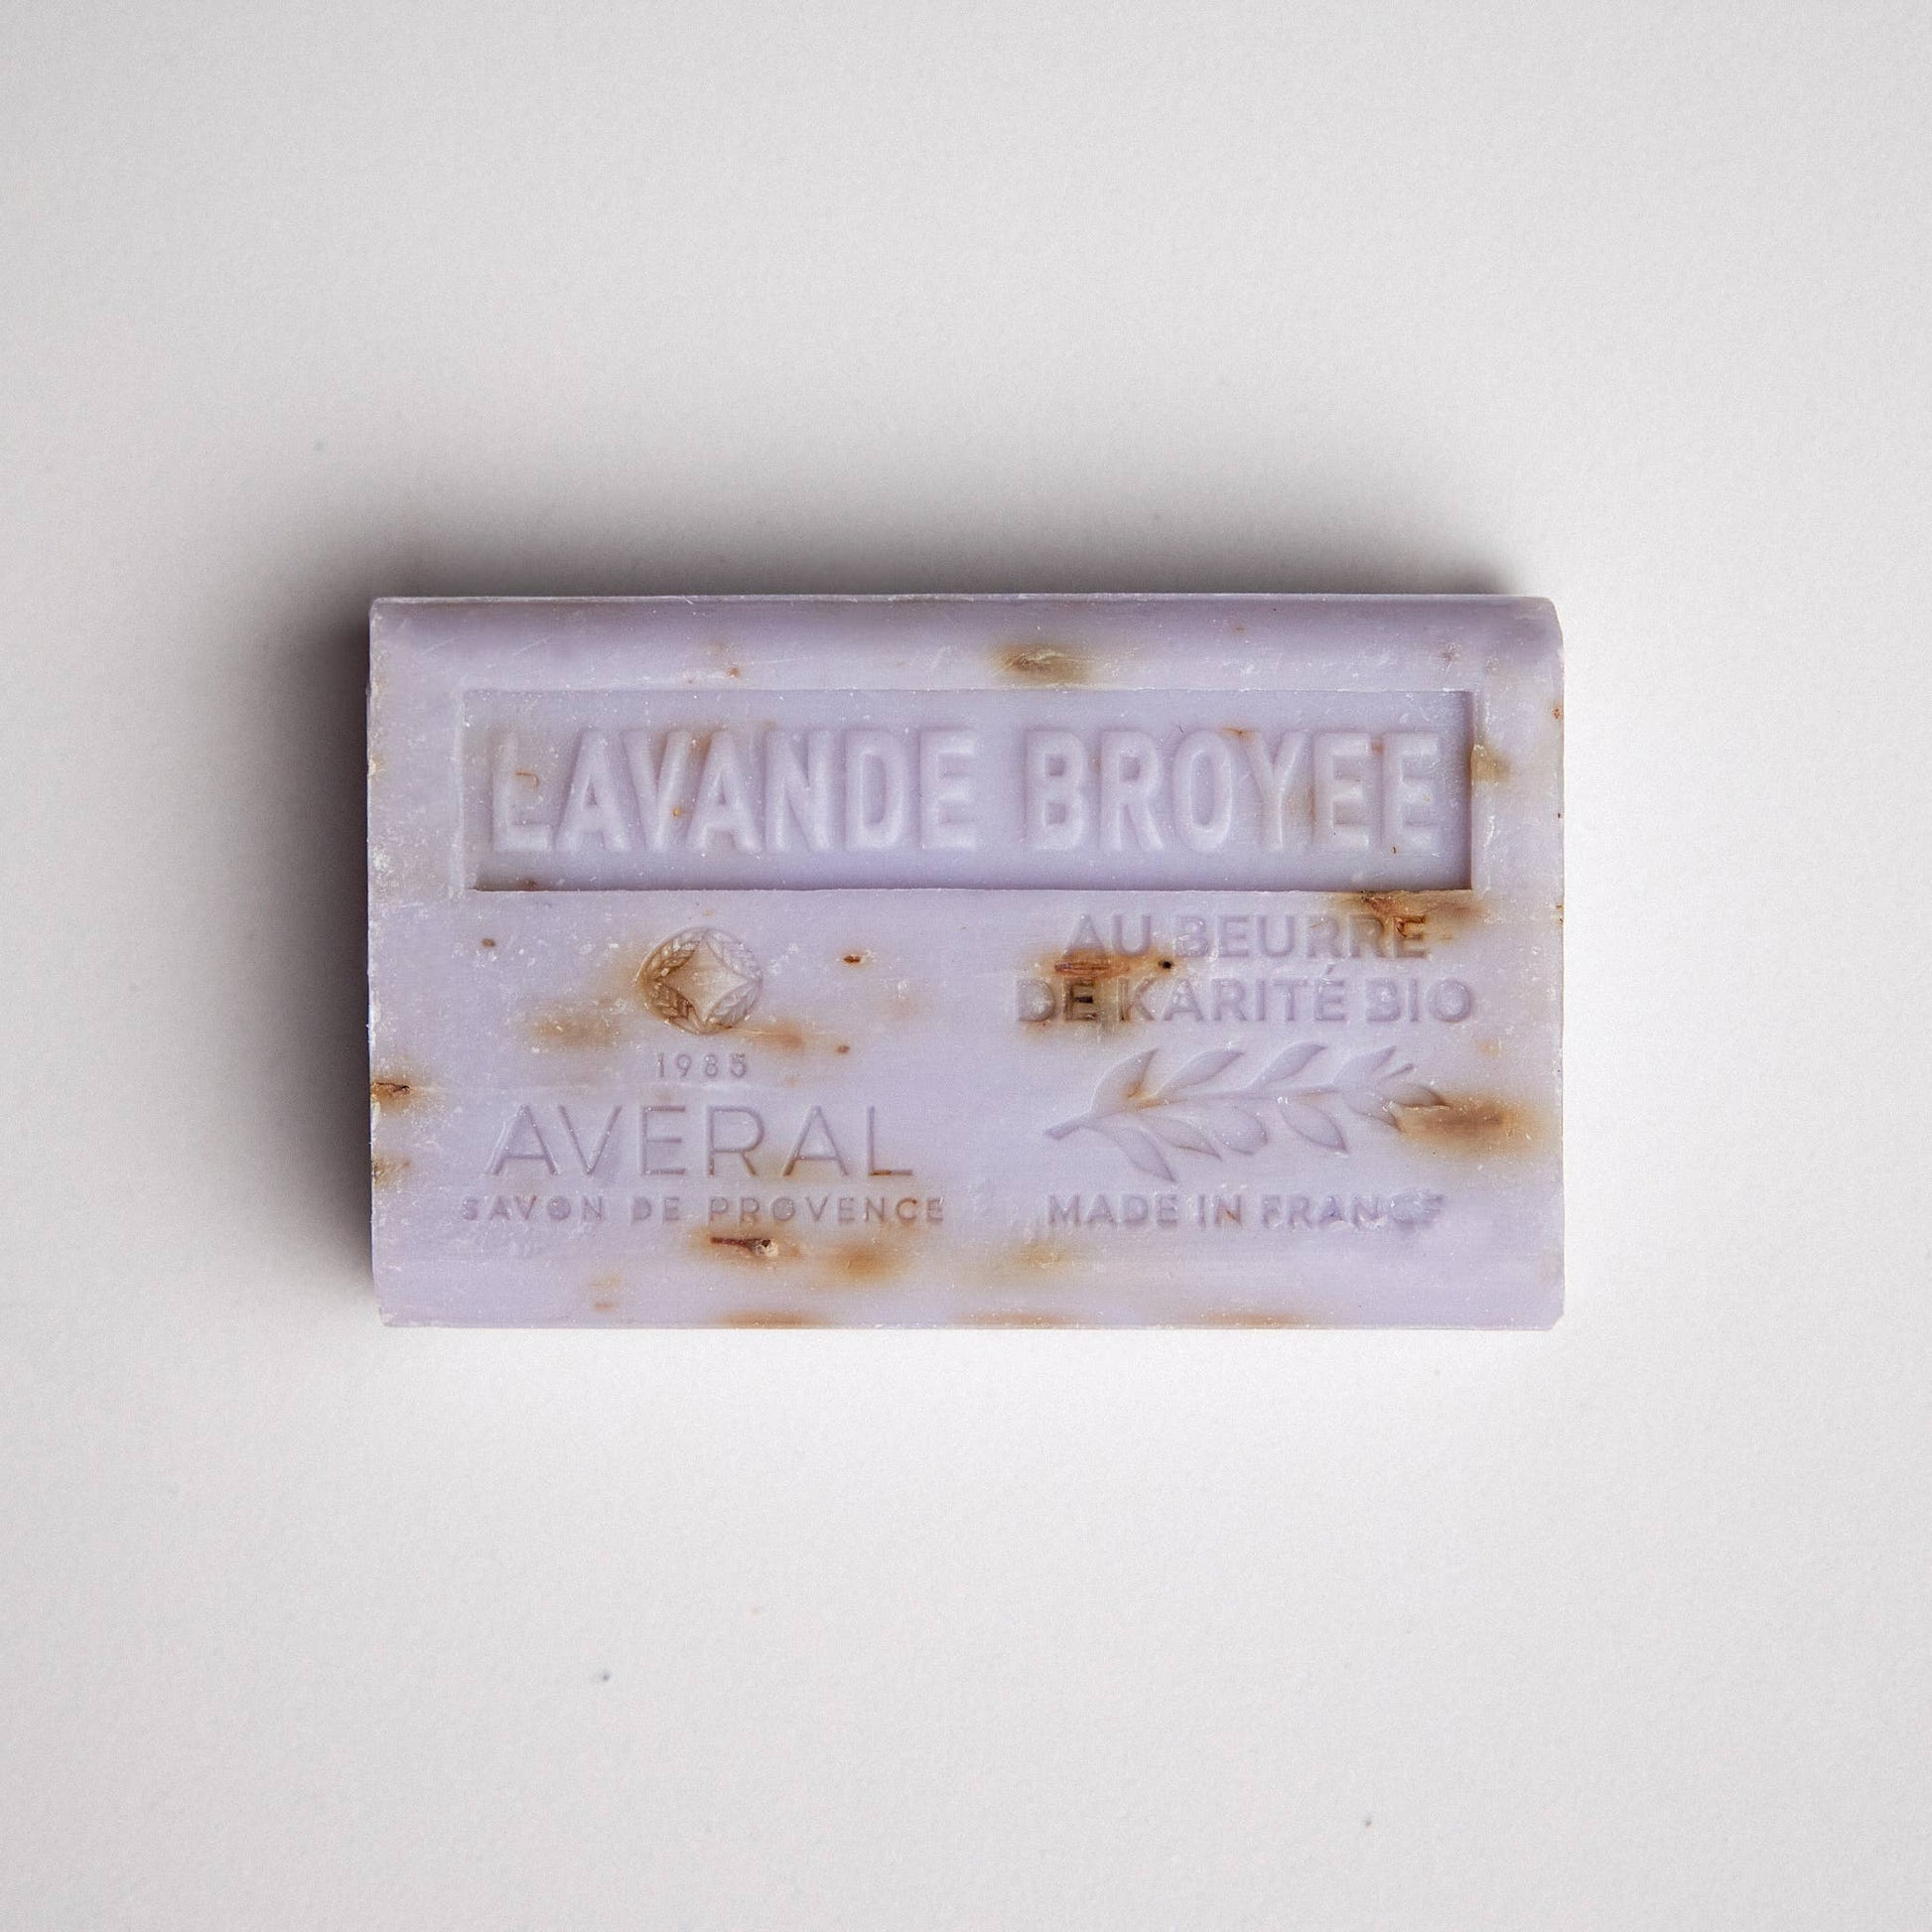 LAVANDE BROYEE
1985
AVERAL
SAVON DE PROVENCE
AU BEURRE
DE KARITÉ BIO
MADE IN FRANCE